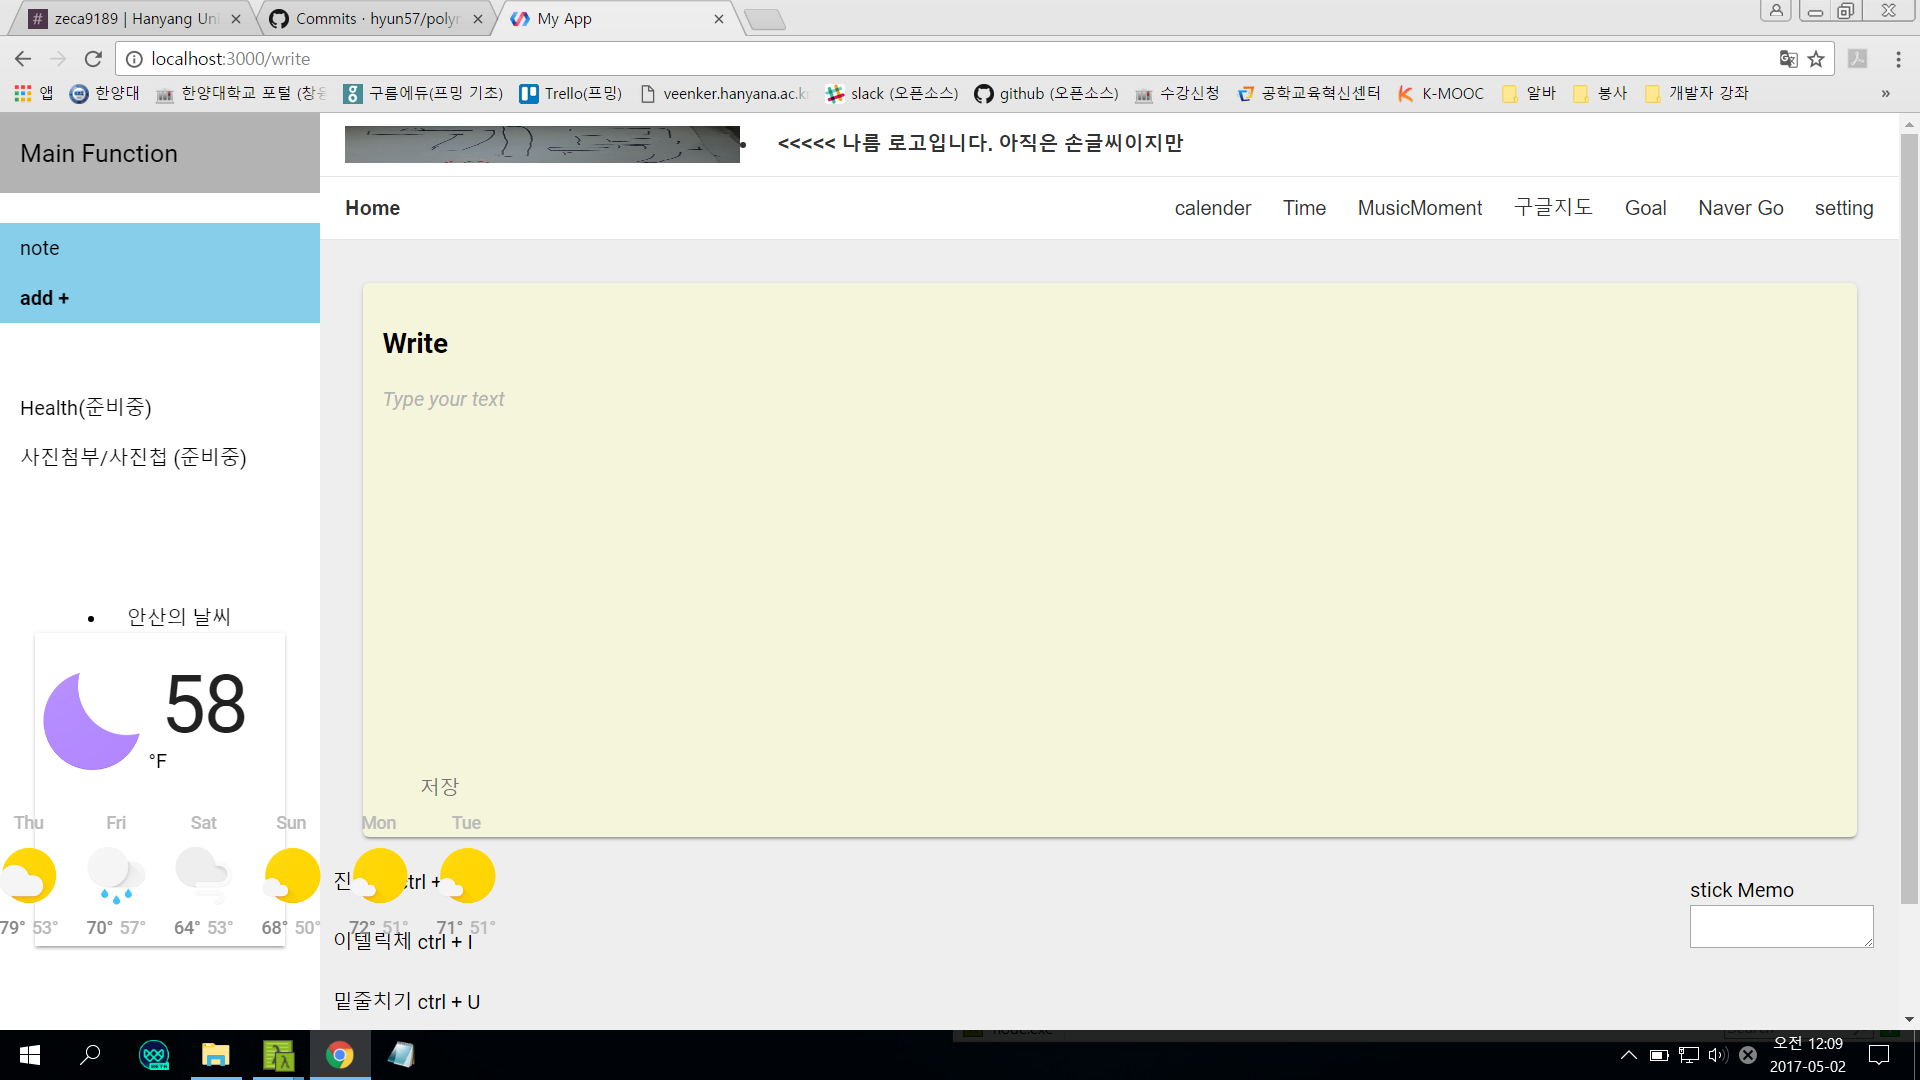 zeca9189 | Hanyang Uni
Commits · hyun57/polym
My App
localhost:3000/write
앱
한양대
한양대학교 포털 (창응
구름에듀(프밍 기초)
Trello(프밍)
veenker.hanyana.ac.kr
slack (오픈소스)
github (오픈소스)
수강신청
공학교육혁신센터
K-MOOC
알바
봉사
개발자 강좌
»
Main Function
<<<<< 나름 로고입니다. 아직은 손글씨이지만
Home
calender
Time
MusicMoment
구글지도
Goal
Naver Go
setting
note
add +
Health(준비중)
사진첨부/사진첩 (준비중)
Write
Type your text
저장
안산의 날씨
58
°F
Thu Fri Sat Sun Mon Tue
79° 53° 70° 57° 64° 53° 68° 50° 72° 51° 71° 51°
진 ctrl +
이텔릭체 ctrl + I
밑줄치기 ctrl + U
stick Memo
node.exe
오전 12:09
2017-05-02